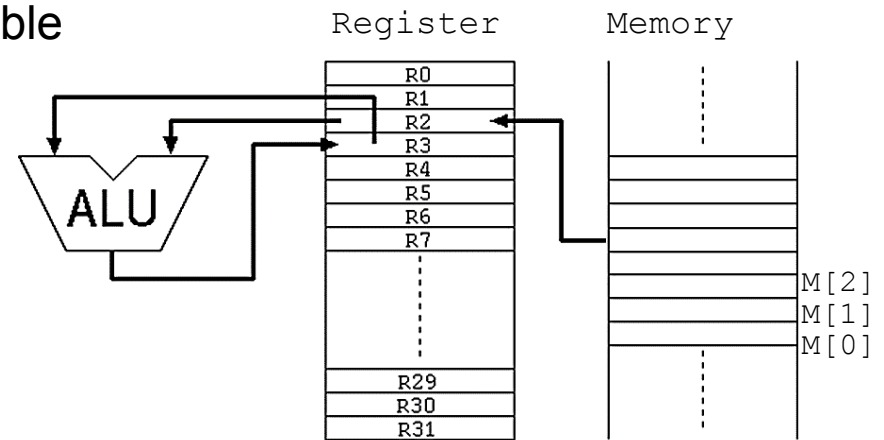 ble
Register
Memory
R0
R1
R2
R3
R4
R5
R6
R7
R29
R30
R31
ALU
M[2]
M[1]
M[0]